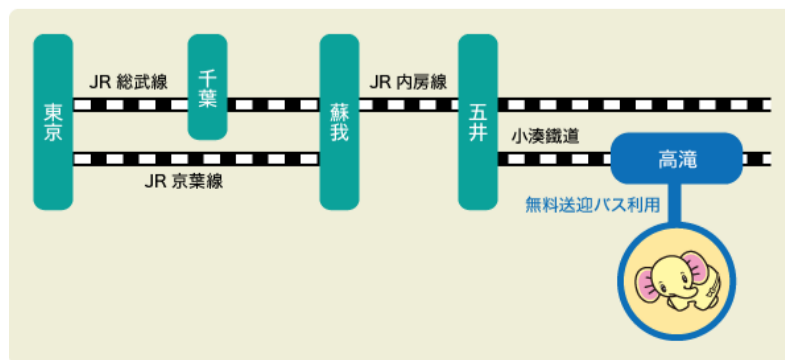 JR 総武線
千葉
JR 内房線
東京
蘇我
五井
小湊鐵道
高滝
JR 京葉線
無料送迎バス利用